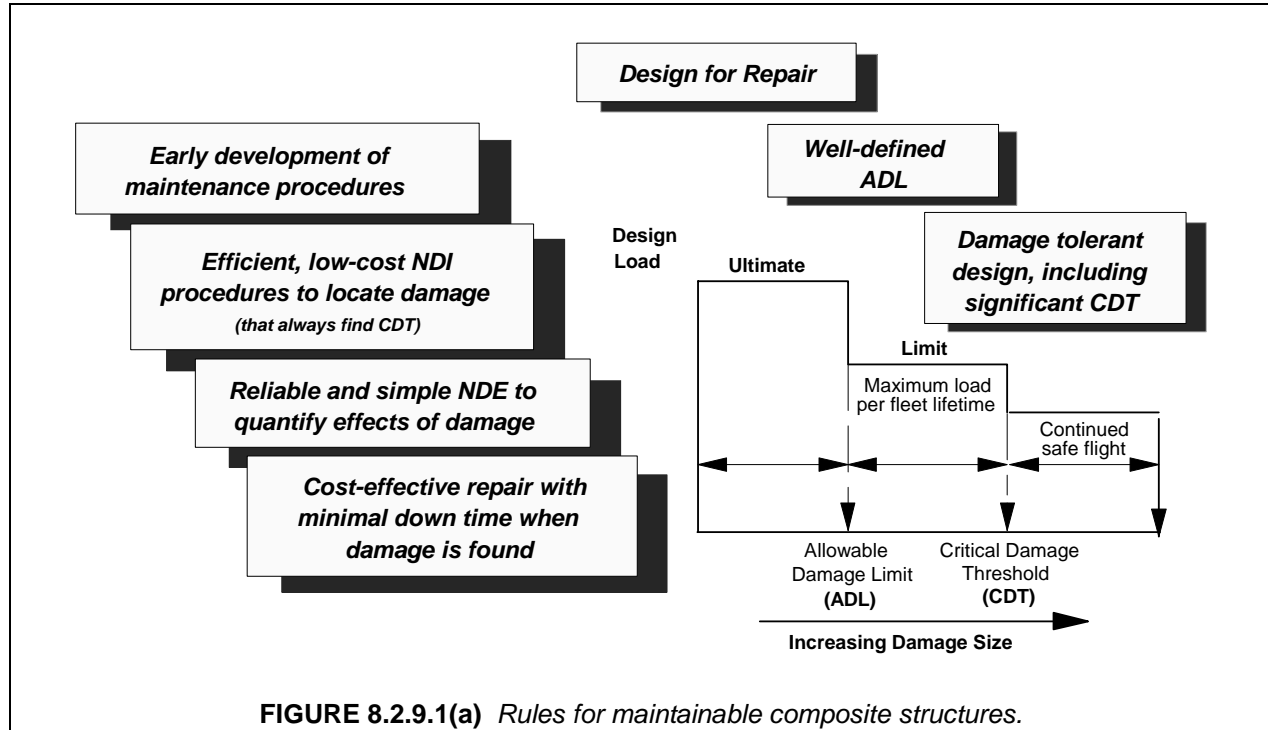 Design for Repair
Early development of
maintenance procedures
Well-defined
ADL
Efficient, low-cost NDI
procedures to locate damage
(that always find CDT)
Damage tolerant
design, including
significant CDT
Reliable and simple NDE to
quantify effects of damage
Cost-effective repair with
minimal down time when
damage is found
Design
Load
Ultimate
Limit
Maximum load
per fleet lifetime
Continued
safe flight
Allowable
Damage Limit
(ADL)
Critical Damage
Threshold
(CDT)
Increasing Damage Size
FIGURE 8.2.9.1(a) Rules for maintainable composite structures.